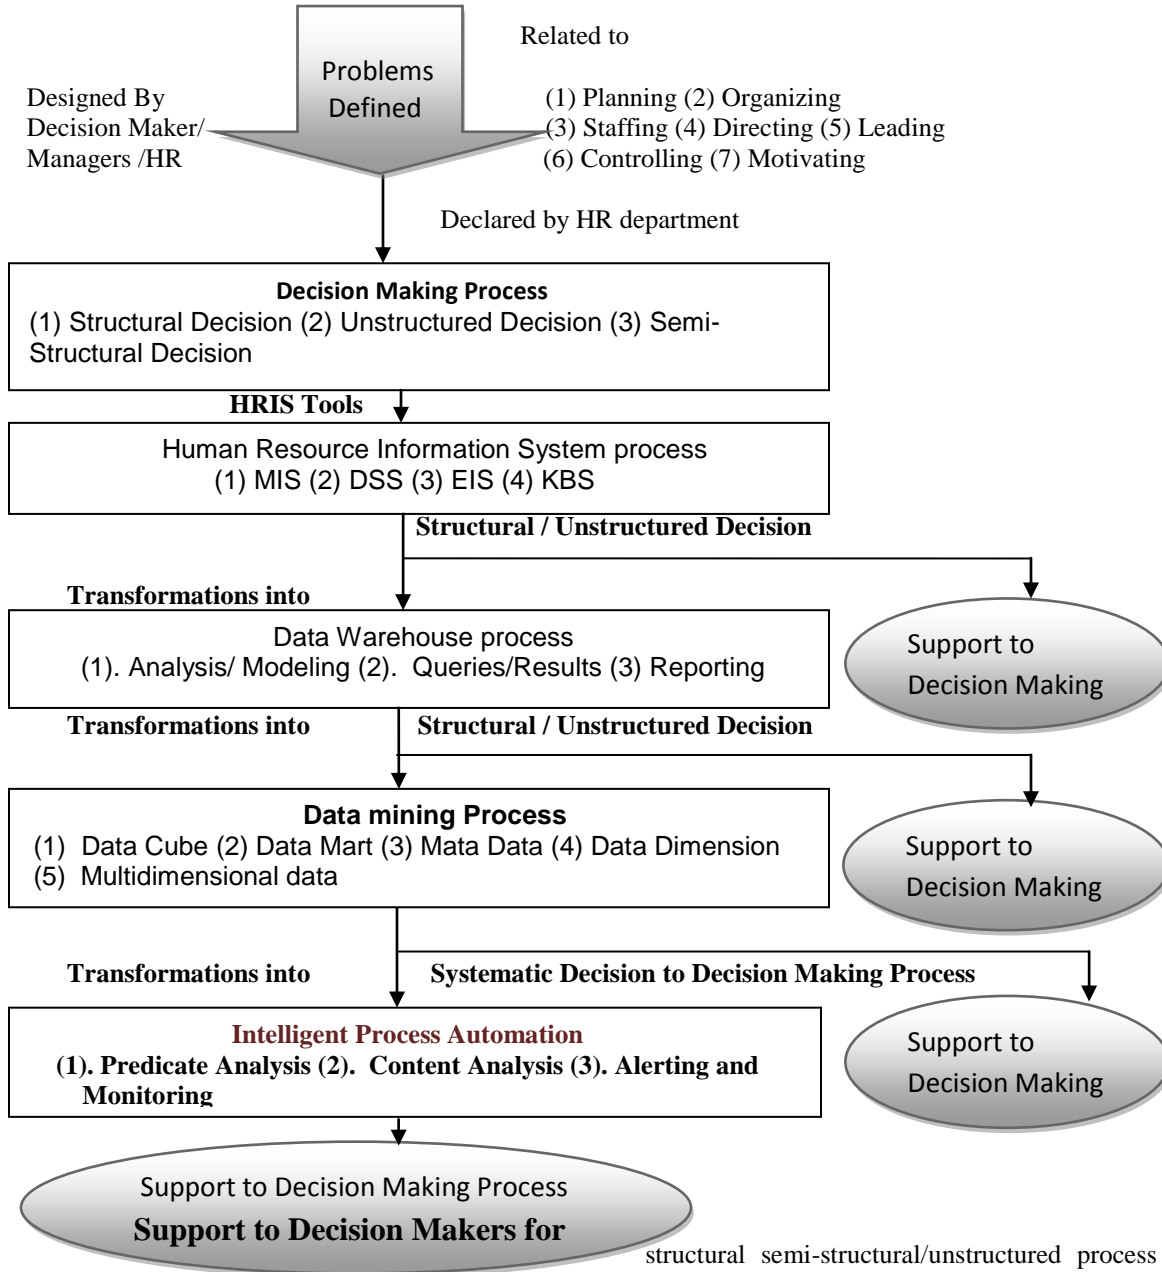 Related to
Problems
Defined
Designed By
Decision Maker/
Managers /HR
(1) Planning (2) Organizing
(3) Staffing (4) Directing (5) Leading
(6) Controlling (7) Motivating
Declared by HR department
Decision Making Process
(1) Structural Decision (2) Unstructured Decision (3) Semi-
Structural Decision
HRIS Tools
Human Resource Information System process
(1) MIS (2) DSS (3) EIS (4) KBS
Structural / Unstructured Decision
Transformations into
Data Warehouse process
(1). Analysis/ Modeling (2). Queries/Results (3) Reporting
Support to
Decision Making
Transformations into
Structural / Unstructured Decision
Data mining Process
(1) Data Cube (2) Data Mart (3) Mata Data (4) Data Dimension
(5) Multidimensional data
Support to
Decision Making
Transformations into
Systematic Decision to Decision Making Process
Intelligent Process Automation
(1). Predicate Analysis (2). Content Analysis (3). Alerting and
Monitoring
Support to
Decision Making
Support to Decision Making Process
Support to Decision Makers for
structural semi-structural/unstructured process